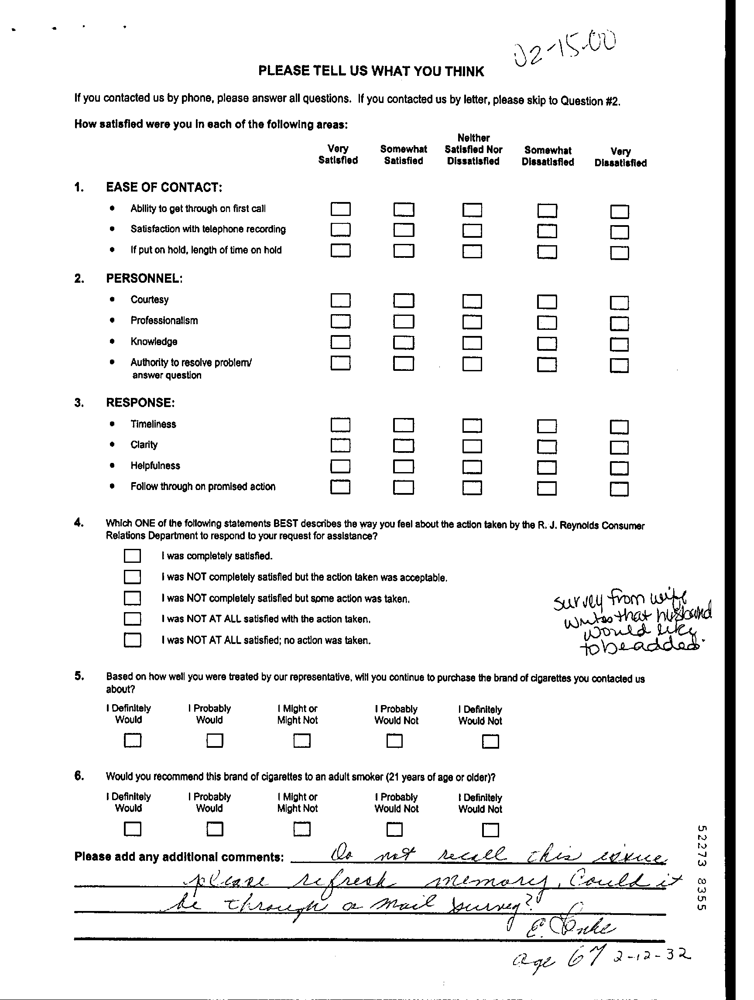 02-15-00
PLEASE TELL US WHAT YOU THINK
If you contacted us by phone, please answer all questions. If you contacted us by letter, please skip to Question #2.
How satisfied were you in each of the following areas:
Very Satisfied Somewhat Satisfied Neither Satisfied Nor Dissatisfied Somewhat Dissatisfied Very Dissatisfied
1. EASE OF CONTACT:
• Ability to get through on first call
• Satisfaction with telephone recording
• If put on hold, length of time on hold
2. PERSONNEL:
• Courtesy
• Professionalism
• Knowledge
• Authority to resolve problem/
answer question
3. RESPONSE:
• Timeliness
• Clarity
• Helpfulness
• Follow through on promised action
4. Which ONE of the following statements BEST describes the way you feel about the action taken by the R. J. Reynolds Consumer
Relations Department to respond to your request for assistance?
I was completely satisfied.
I was NOT completely satisfied but the action taken was acceptable.
I was NOT completely satisfied but some action was taken.
I was NOT AT ALL satisfied with the action taken.
I was NOT AT ALL satisfied; no action was taken.
survey from wife
writes that husband
would like
to be added.
5. Based on how well you were treated by our representative, will you continue to purchase the brand of cigarettes you contacted us
about?
I Definitely Would I Probably Would I Might or Might Not I Probably Would Not I Definitely Would Not
6. Would you recommend this brand of cigarettes to an adult smoker (21 years of age or older)?
I Definitely Would I Probably Would I Might or Might Not I Probably Would Not I Definitely Would Not
Please add any additional comments: Do not recall this issue
please refresh memory, Could it
be through a mail survey?
E.
age 67 2-12-32
52273 8355